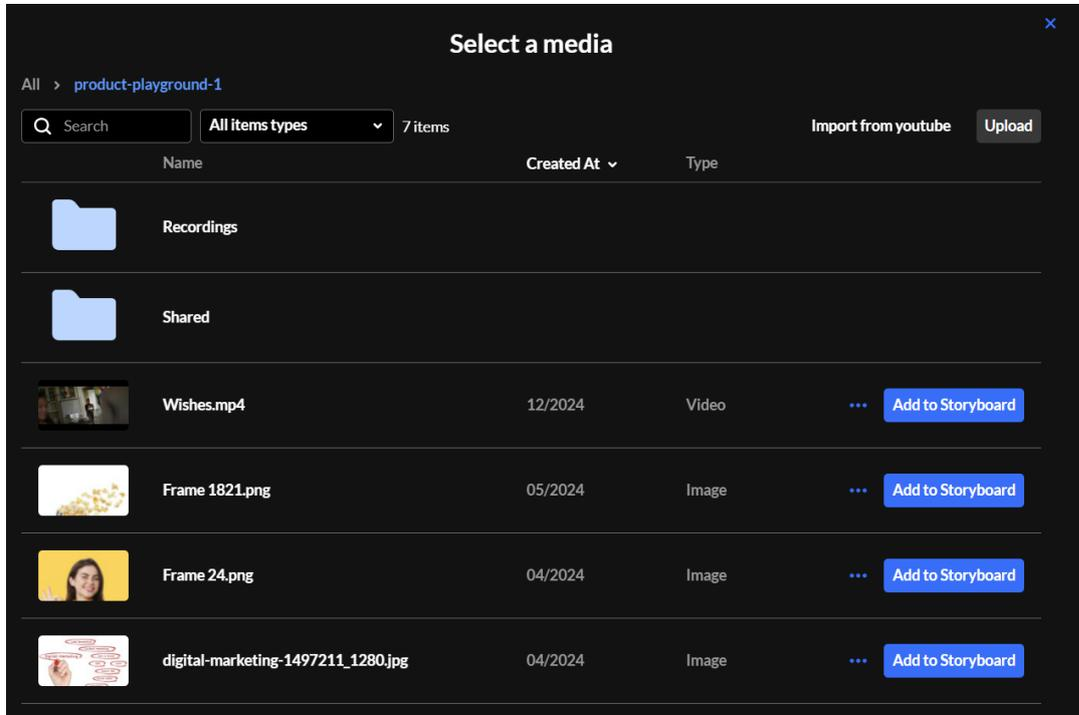 Select a media
All > product-playground-1
Search All items types 7 items Import from youtube Upload
Name Created At Type
Recordings
Shared
Wishes.mp4 12/2024 Video ••• Add to Storyboard
Frame 1821.png 05/2024 Image ••• Add to Storyboard
Frame 24.png 04/2024 Image ••• Add to Storyboard
digital-marketing-1497211_1280.jpg 04/2024 Image ••• Add to Storyboard